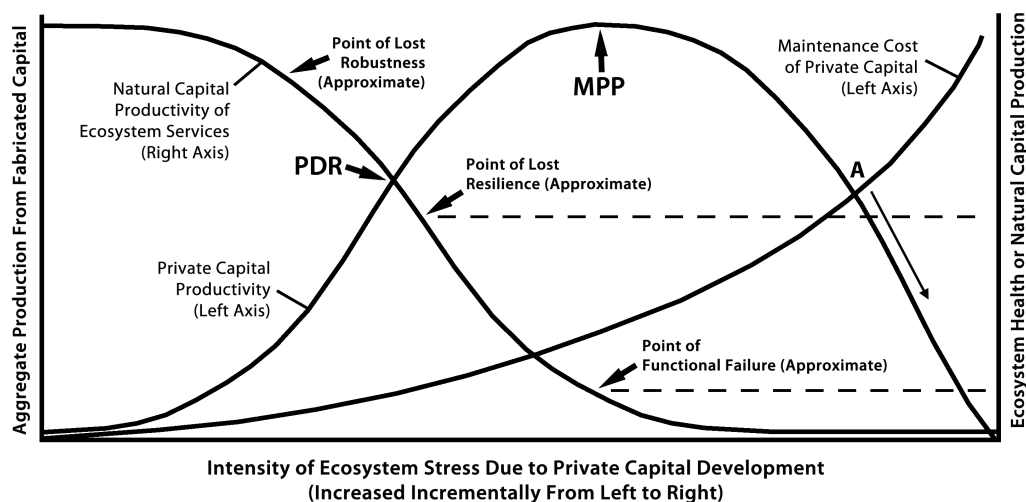 Aggregate Production From Fabricated Capital
Point of Lost
Robustness
(Approximate)
Natural Capital
Productivity of
Ecosystem Services
(Right Axis)
MPP
Maintenance Cost
of Private Capital
(Left Axis)
PDR
Point of Lost
Resilience (Approximate)
A
Private Capital
Productivity
(Left Axis)
Point of
Functional Failure (Approximate)
Ecosystem Health or Natural Capital Production
Intensity of Ecosystem Stress Due to Private Capital Development
(Increased Incrementally From Left to Right)